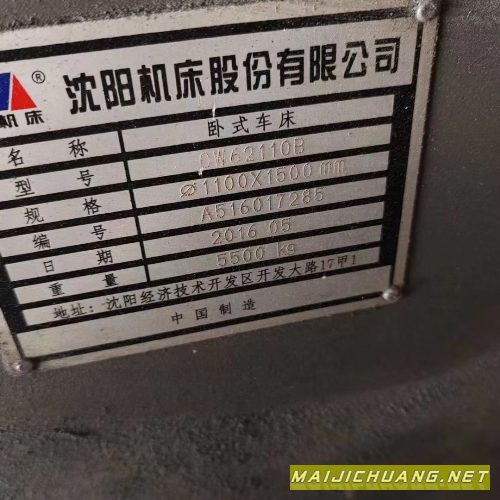 沈阳机床股份有限公司
®
机床
名称 卧式车床
型号 CW62110B
规格 Ø1100X1500mm
编号 A516017285
日期 2016 05
重量 5500 kg
地址: 沈阳经济技术开发区开发大路17甲1
中国制造
MAIJICHUANG.NET